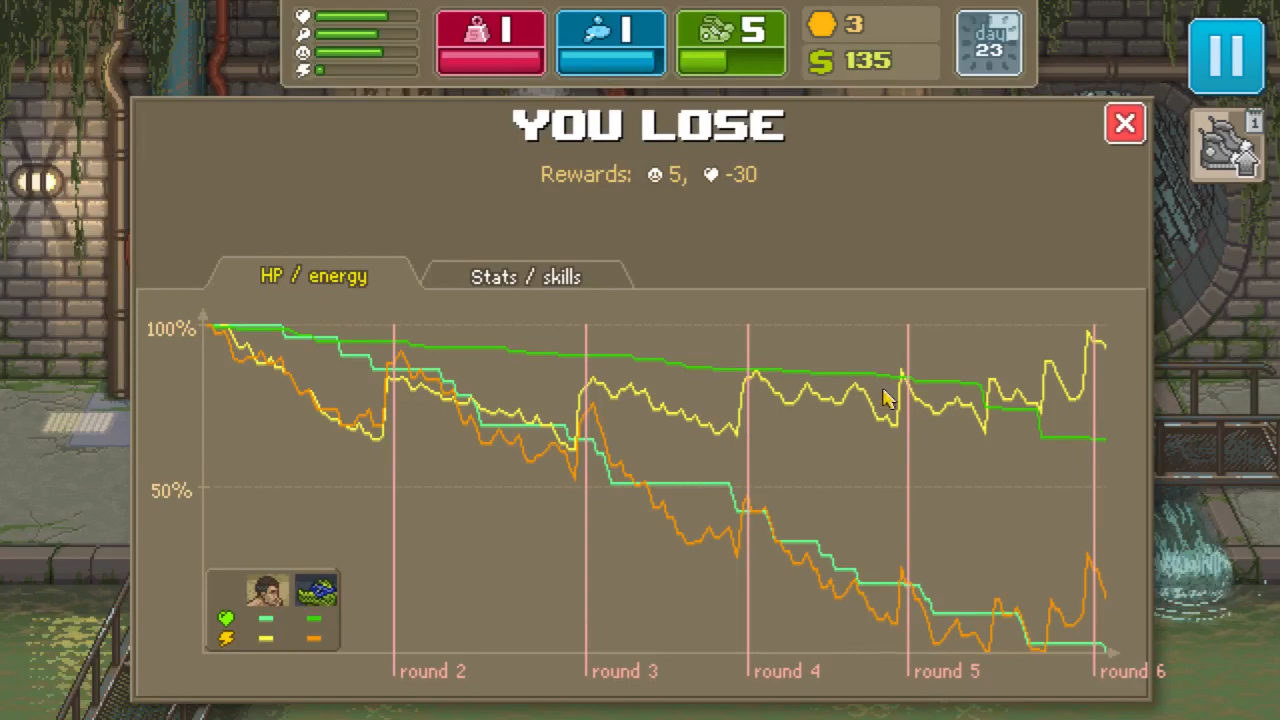 1
1
5
3
135
day
23
1
YOU LOSE
Rewards: 5, -30
HP / energy
Stats / skills
100%
50%
round 2
round 3
round 4
round 5
round 6